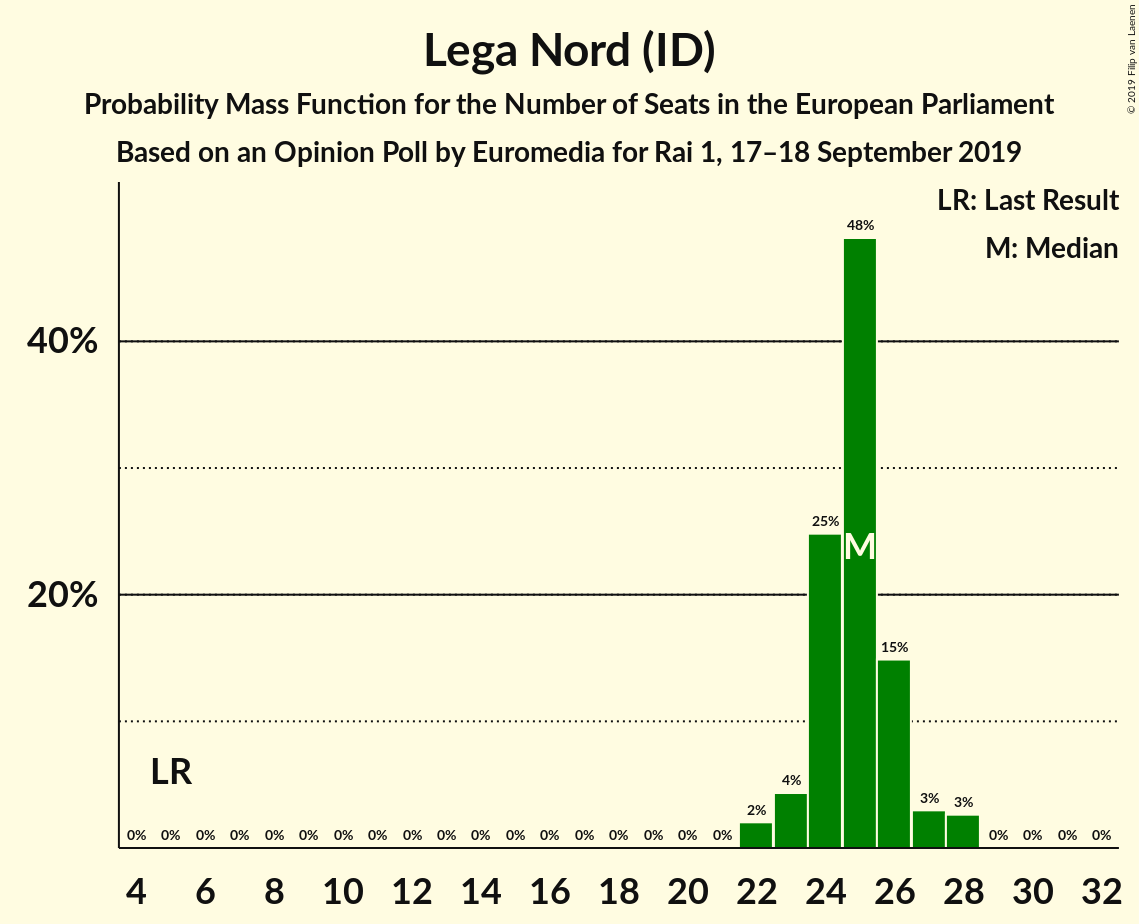 Lega Nord (ID)
Probability Mass Function for the Number of Seats in the European Parliament
Based on an Opinion Poll by Euromedia for Rai 1, 17–18 September 2019
© 2019 Filip van Laenen
LR: Last Result
M: Median
48%
40%
25%
M
20%
15%
LR
0% 0% 0% 0% 0% 0% 0% 0% 0% 0% 0% 0% 0% 0% 0% 0% 0% 0% 2% 4% 3% 3% 0% 0% 0% 0%
4 6 8 10 12 14 16 18 20 22 24 26 28 30 32